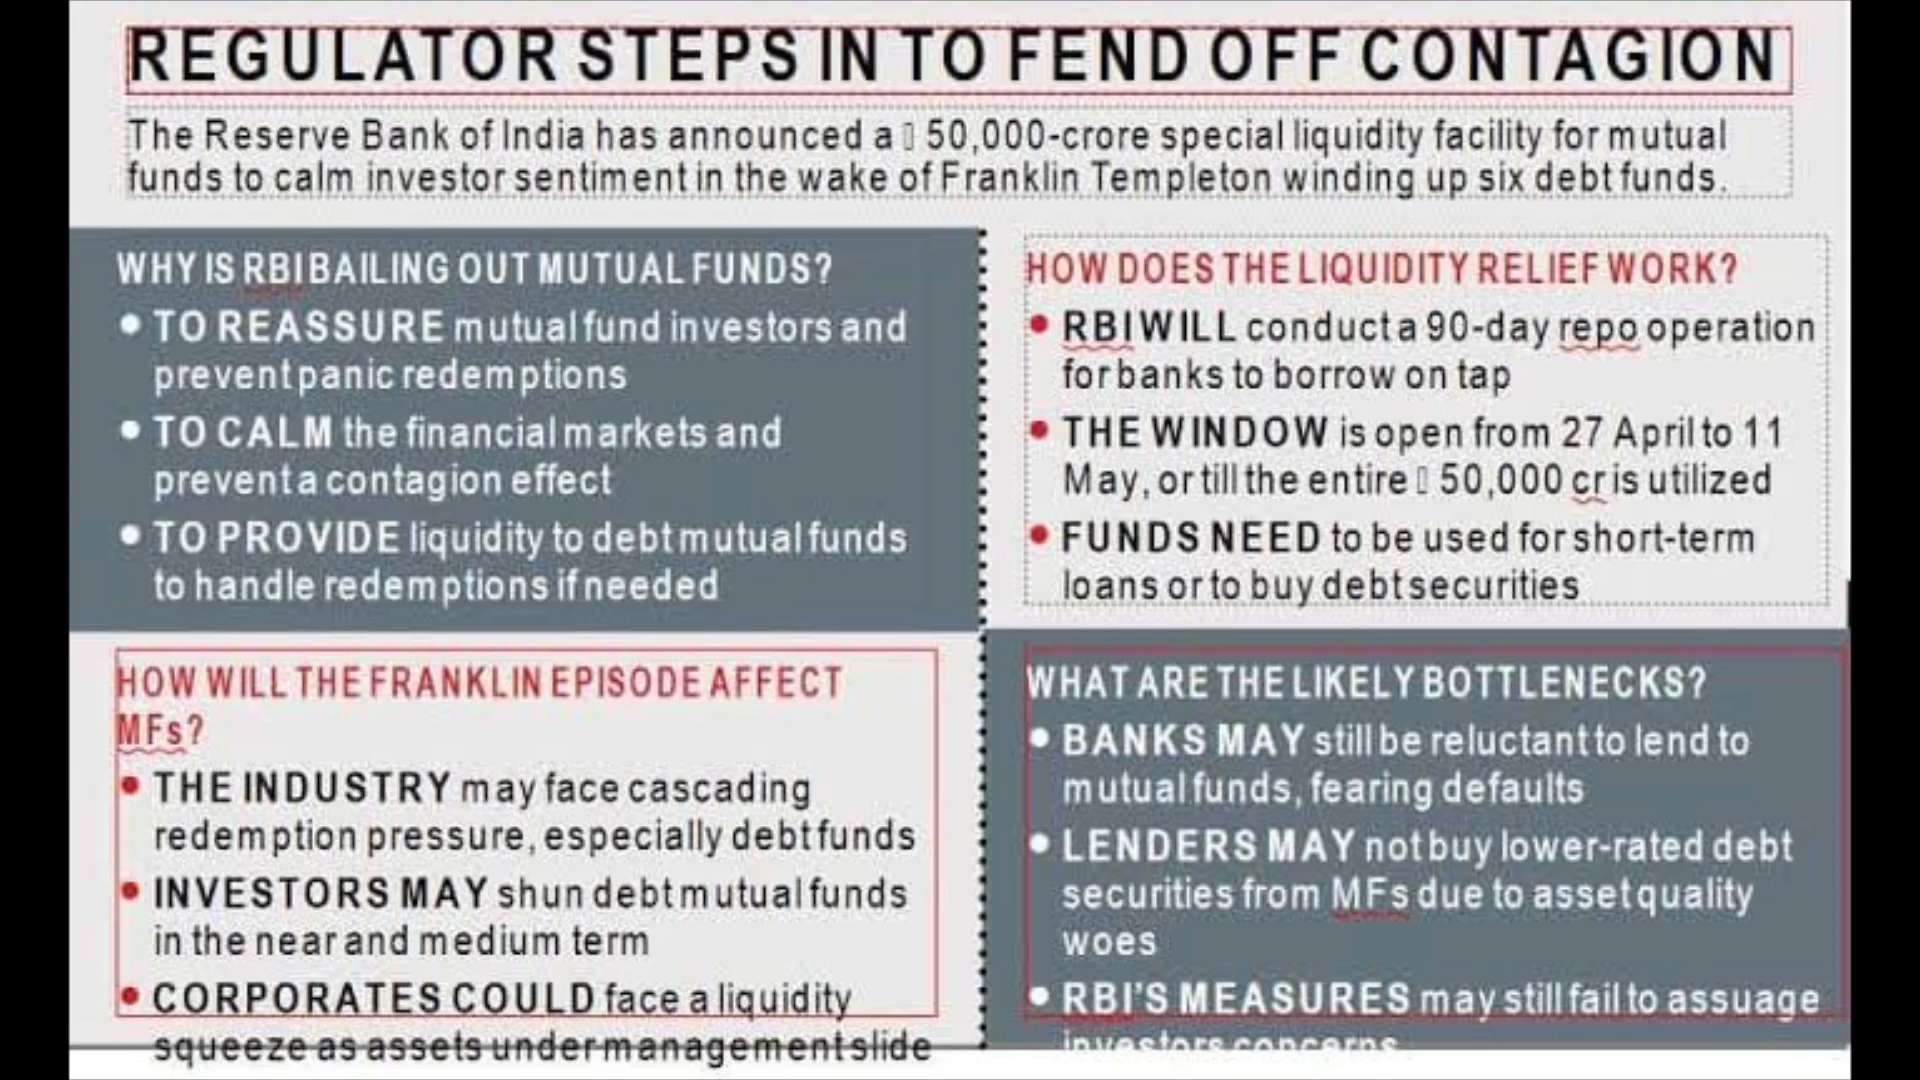 REGULATOR STEPS IN TO FEND OFF CONTAGION
The Reserve Bank of India has announced a ▯ 50,000-crore special liquidity facility for mutual
funds to calm investor sentiment in the wake of Franklin Templeton winding up six debt funds.
WHY IS RBI BAILING OUT MUTUAL FUNDS?
• TO REASSURE mutual fund investors and
prevent panic redemptions
• TO CALM the financial markets and
prevent a contagion effect
• TO PROVIDE liquidity to debt mutual funds
to handle redemptions if needed
HOW DOES THE LIQUIDITY RELIEF WORK?
• RBI WILL conduct a 90-day repo operation
for banks to borrow on tap
• THE WINDOW is open from 27 April to 11
May, or till the entire ▯ 50,000 cr is utilized
• FUNDS NEED to be used for short-term
loans or to buy debt securities
HOW WILL THE FRANKLIN EPISODE AFFECT
MFs?
• THE INDUSTRY may face cascading
redemption pressure, especially debt funds
• INVESTORS MAY shun debt mutual funds
in the near and medium term
• CORPORATES COULD face a liquidity
squeeze as assets under management slide
WHAT ARE THE LIKELY BOTTLENECKS?
• BANKS MAY still be reluctant to lend to
mutual funds, fearing defaults
• LENDERS MAY not buy lower-rated debt
securities from MFs due to asset quality
woes
• RBI'S MEASURES may still fail to assuage
investors concerns